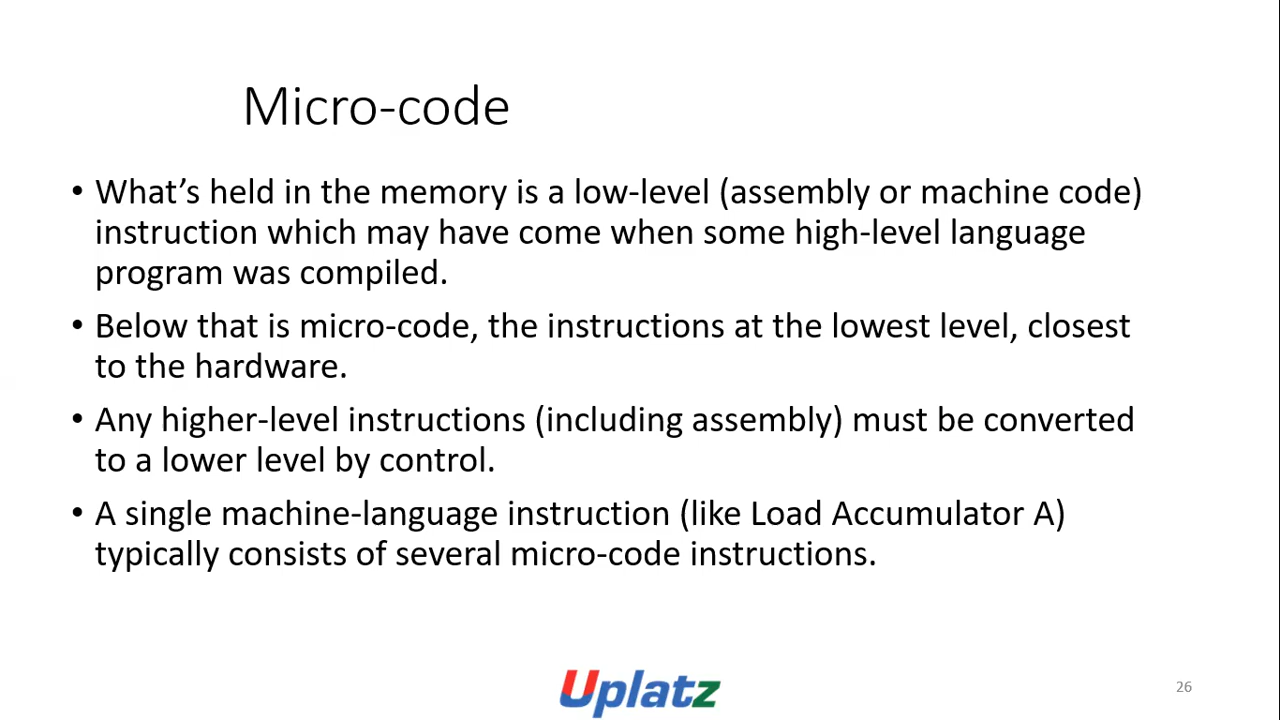 Micro-code
• What’s held in the memory is a low-level (assembly or machine code)
instruction which may have come when some high-level language
program was compiled.
• Below that is micro-code, the instructions at the lowest level, closest
to the hardware.
• Any higher-level instructions (including assembly) must be converted
to a lower level by control.
• A single machine-language instruction (like Load Accumulator A)
typically consists of several micro-code instructions.
Uplatz
26